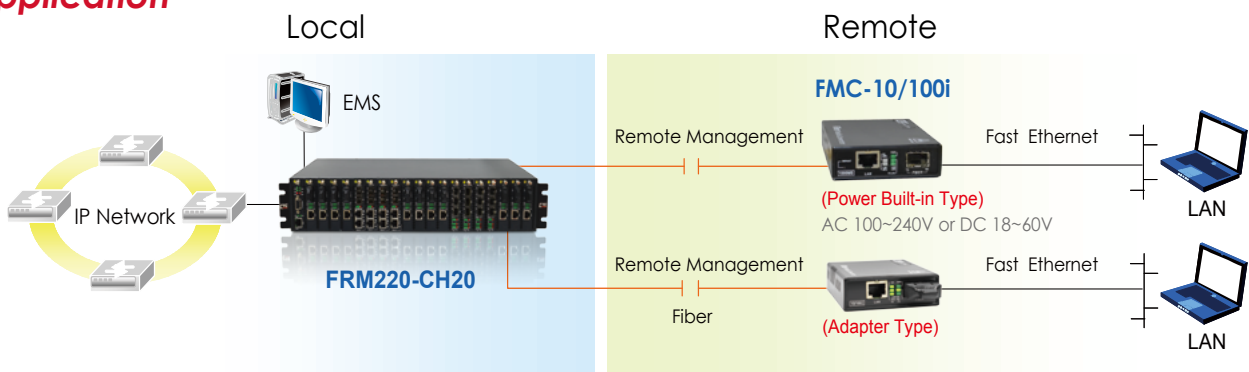 Application
Local
Remote
EMS
IP Network
FRM220-CH20
Remote Management
FMC-10/100i
Fast Ethernet
(Power Built-in Type)
AC 100~240V or DC 18~60V
LAN
Remote Management
Fiber
Fast Ethernet
(Adapter Type)
LAN